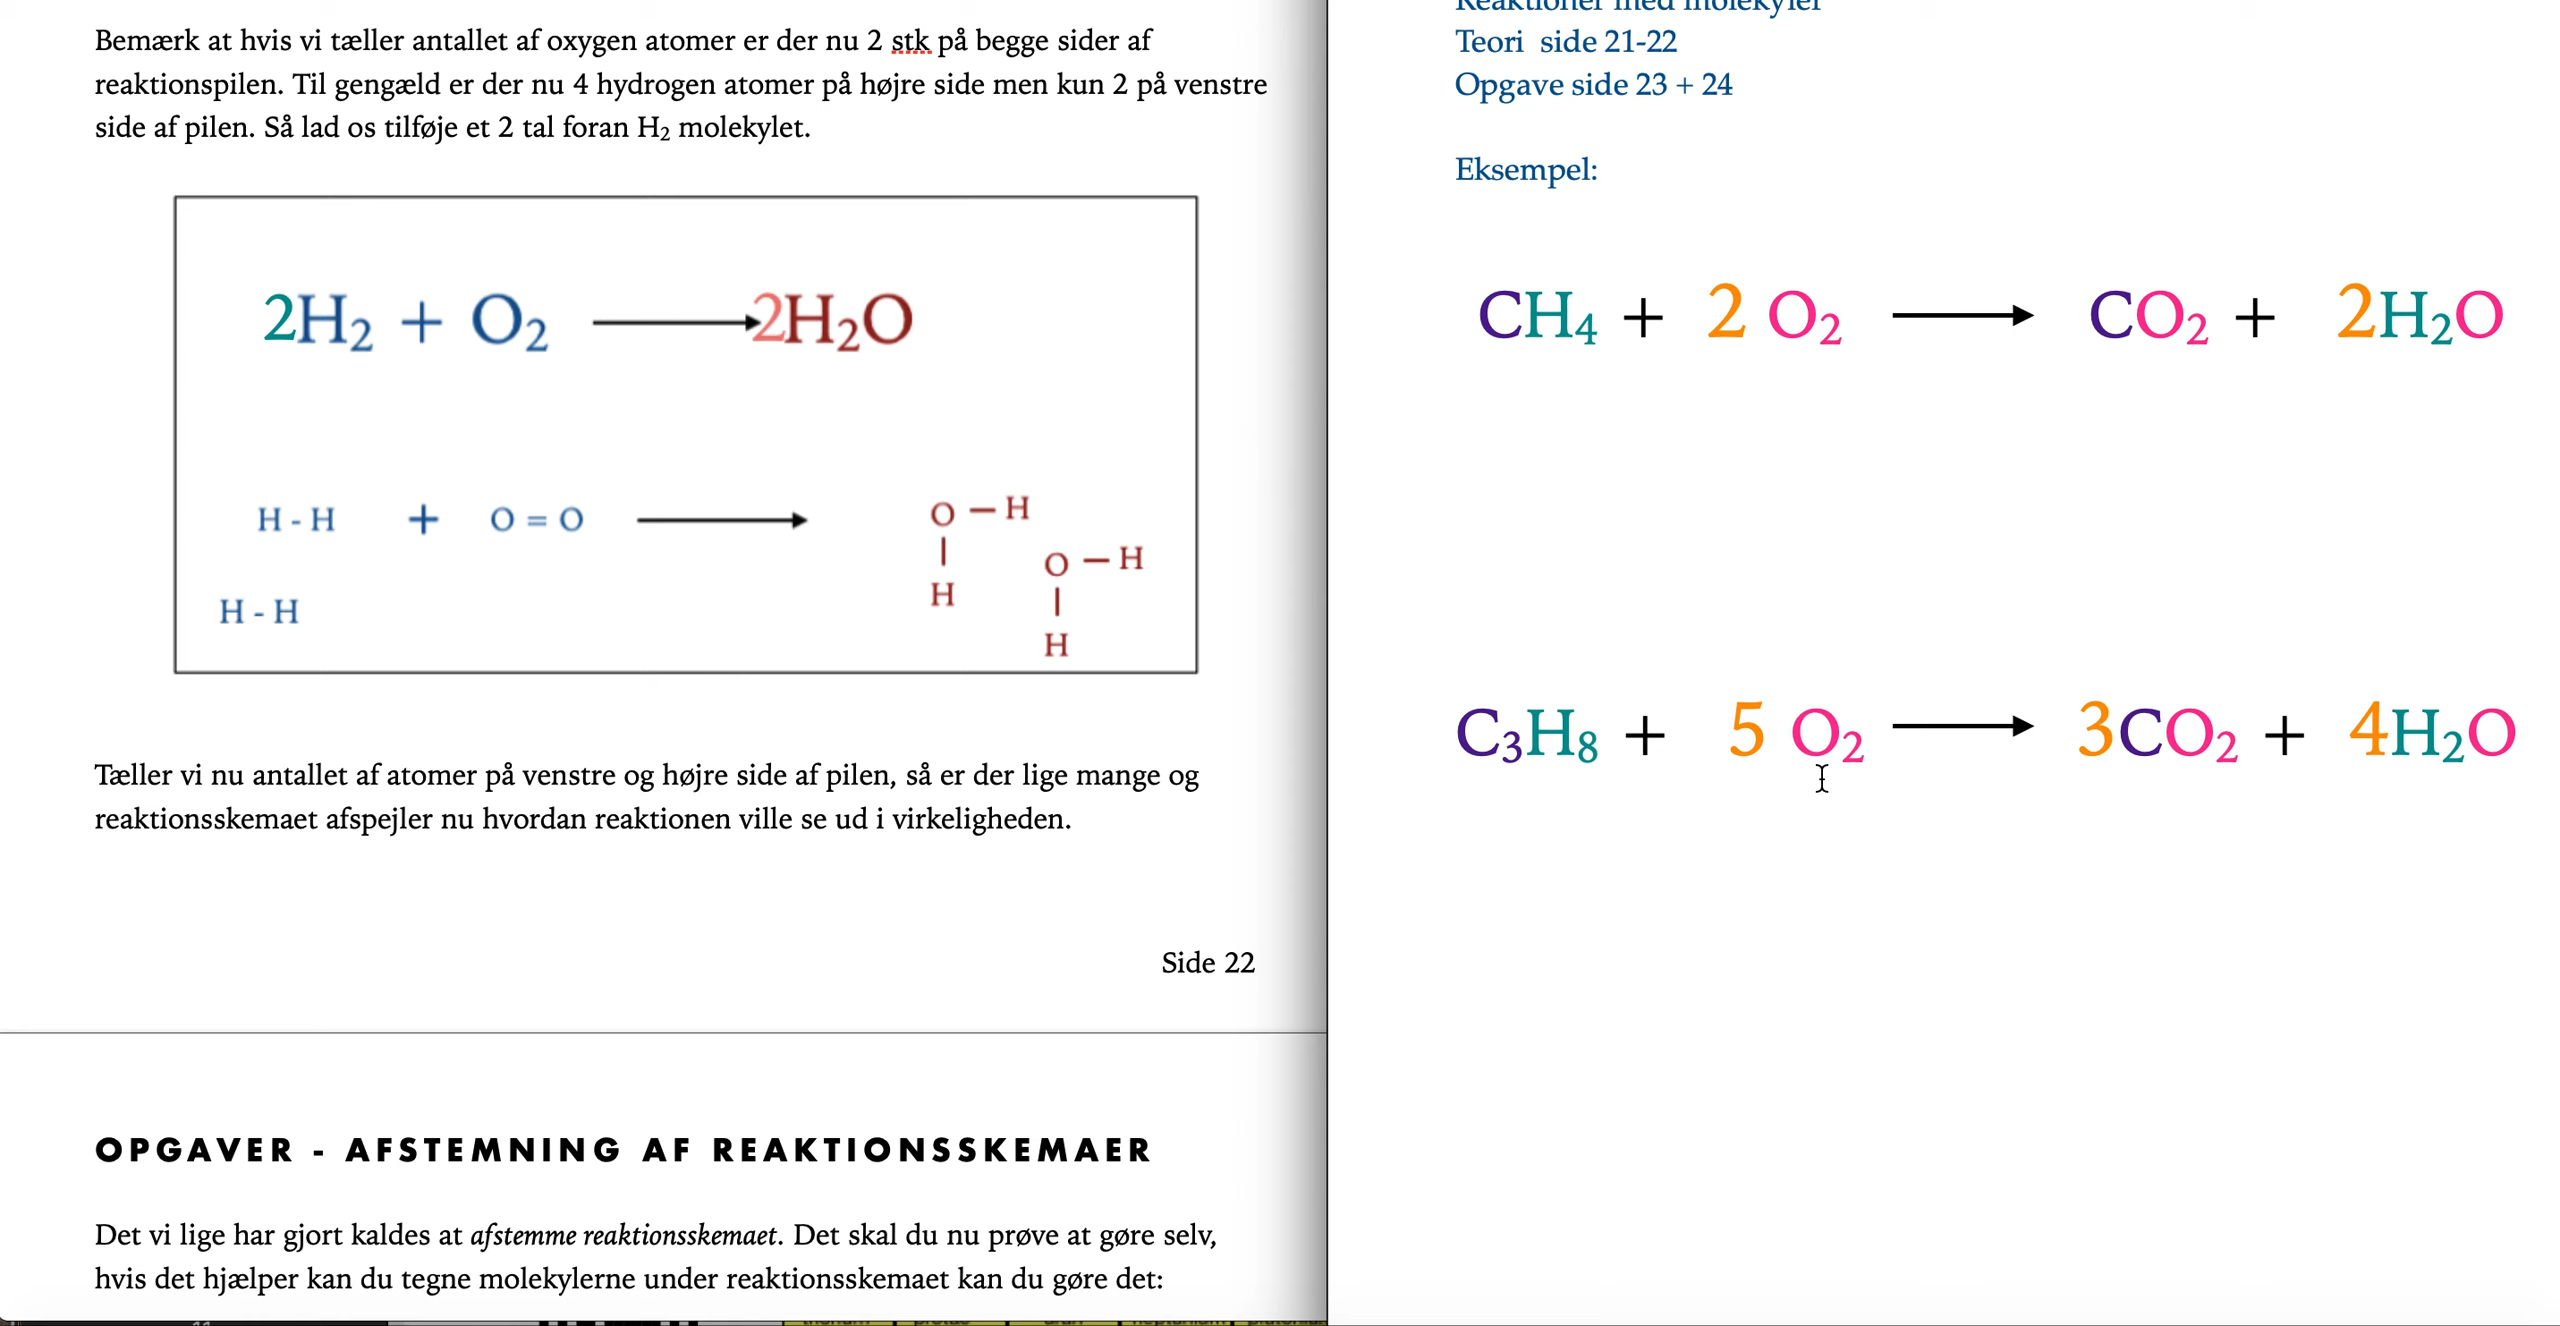 Bemærk at hvis vi tæller antallet af oxygen atomer er der nu 2 stk på begge sider af
reaktionspilen. Til gengæld er der nu 4 hydrogen atomer på højre side men kun 2 på venstre
side af pilen. Så lad os tilføje et 2 tal foran H₂ molekylet.
2H₂ + O₂ ⟶ 2H₂O
H - H + O = O ⟶ O — H
|
H
O — H
|
H
H - H
Tæller vi nu antallet af atomer på venstre og højre side af pilen, så er der lige mange og
reaktionsskemaet afspejler nu hvordan reaktionen ville se ud i virkeligheden.
Side 22
OPGAVER - AFSTEMNING AF REAKTIONSSKEMAER
Det vi lige har gjort kaldes at afstemme reaktionsskemaet. Det skal du nu prøve at gøre selv,
hvis det hjælper kan du tegne molekylerne under reaktionsskemaet kan du gøre det:
Reaktioner med molekyler
Teori side 21-22
Opgave side 23 + 24
Eksempel:
CH₄ + 2 O₂ ⟶ CO₂ + 2H₂O
C₃H₈ + 5 O₂ ⟶ 3CO₂ + 4H₂O